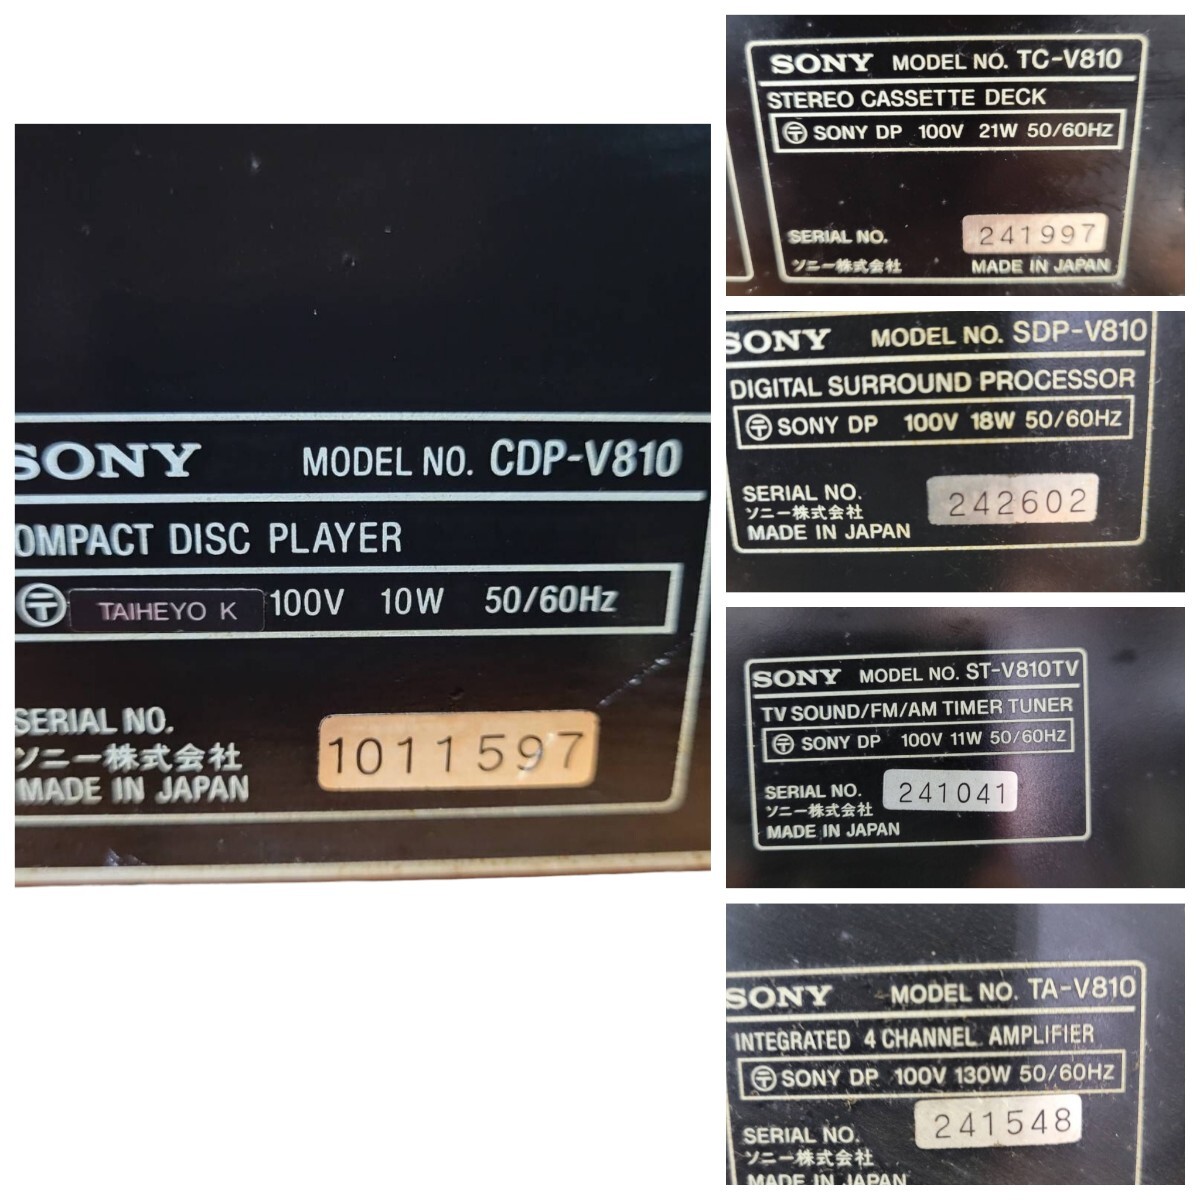 SONY MODEL NO. CDP-V810
OMPACT DISC PLAYER
〒 TAIHEYO K 100V 10W 50/60Hz
SERIAL NO. 1011597
ソニー株式会社
MADE IN JAPAN
SONY MODEL NO. TC-V810
STEREO CASSETTE DECK
〒 SONY DP 100V 21W 50/60Hz
SERIAL NO. 241997
ソニー株式会社 MADE IN JAPAN
SONY MODEL NO. SDP-V810
DIGITAL SURROUND PROCESSOR
〒 SONY DP 100V 18W 50/60Hz
SERIAL NO. 242602
ソニー株式会社
MADE IN JAPAN
SONY MODEL NO. ST-V810TV
TV SOUND/FM/AM TIMER TUNER
〒 SONY DP 100V 11W 50/60Hz
SERIAL NO. 241041
ソニー株式会社
MADE IN JAPAN
SONY MODEL NO. TA-V810
INTEGRATED 4 CHANNEL AMPLIFIER
〒 SONY DP 100V 130W 50/60Hz
SERIAL NO. 241548
ソニー株式会社
MADE IN JAPAN